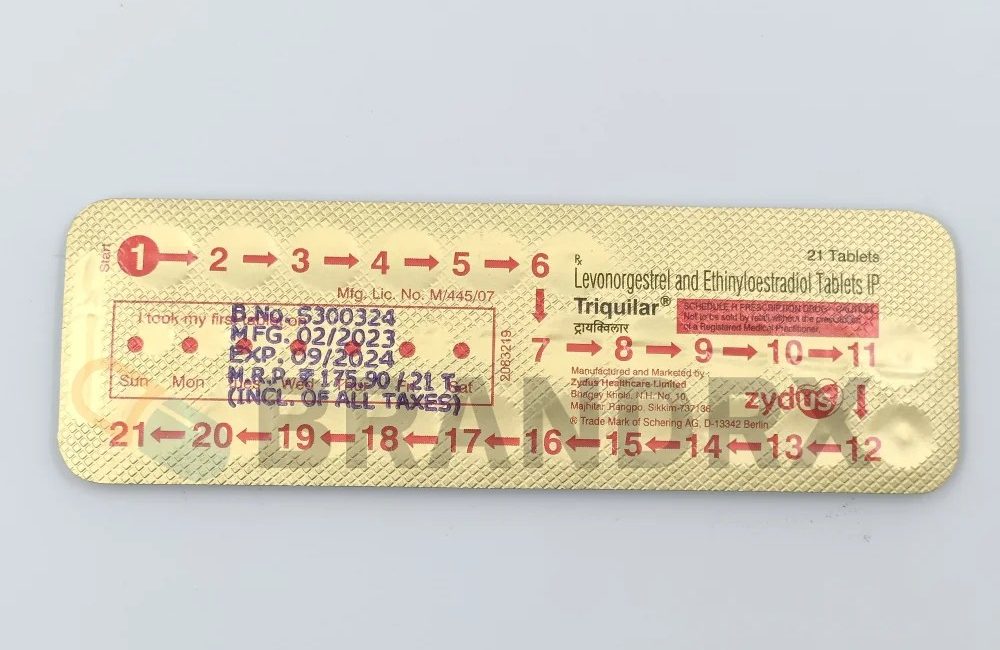 Start
1 → 2 → 3 → 4 → 5 → 6
Mfg. Lic. No. M/445/07
I took my first
B.No. S300324
MFG. 02/2023
EXP. 09/2024
M.R.P. ₹ 175.90 / 21 T.
(INCL. OF ALL TAXES)
Sun Mon Wed Sat
2083219
21 Tablets
Rx
Levonorgestrel and Ethinyloestradiol Tablets IP
Triquilar®
ट्रायक्विलार
SCHEDULE H PRESCRIPTION DRUG - CAUTION
Not to be sold by retail without the prescription
of a Registered Medical Practitioner.
7 → 8 → 9 → 10 → 11
Manufactured and Marketed by :
Zydus Healthcare Limited
Bhagey Khola, N.H. No. 10,
Majhitar, Rangpo, Sikkim-737136.
® Trade Mark of Schering AG, D-13342 Berlin
zydus
21 ← 20 ← 19 ← 18 ← 17 ← 16 ← 15 ← 14 ← 13 ← 12
BRANDRX